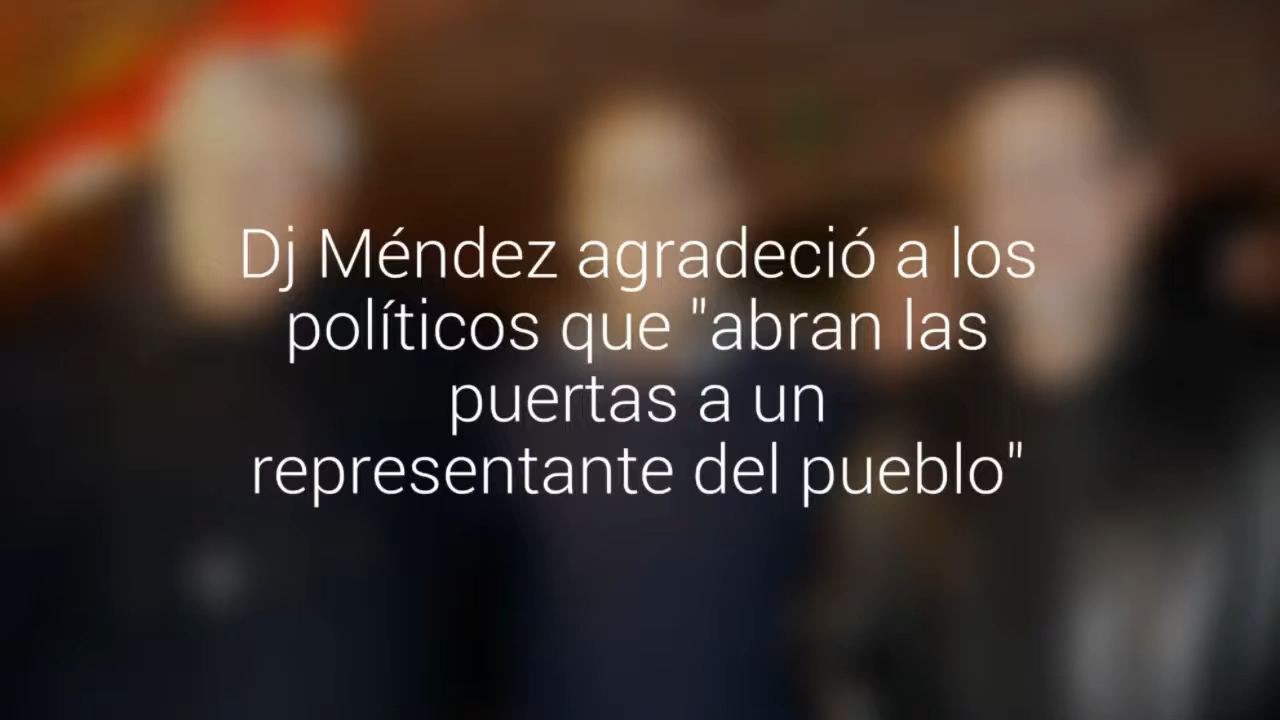 Dj Méndez agradeció a los
políticos que "abran las
puertas a un
representante del pueblo"